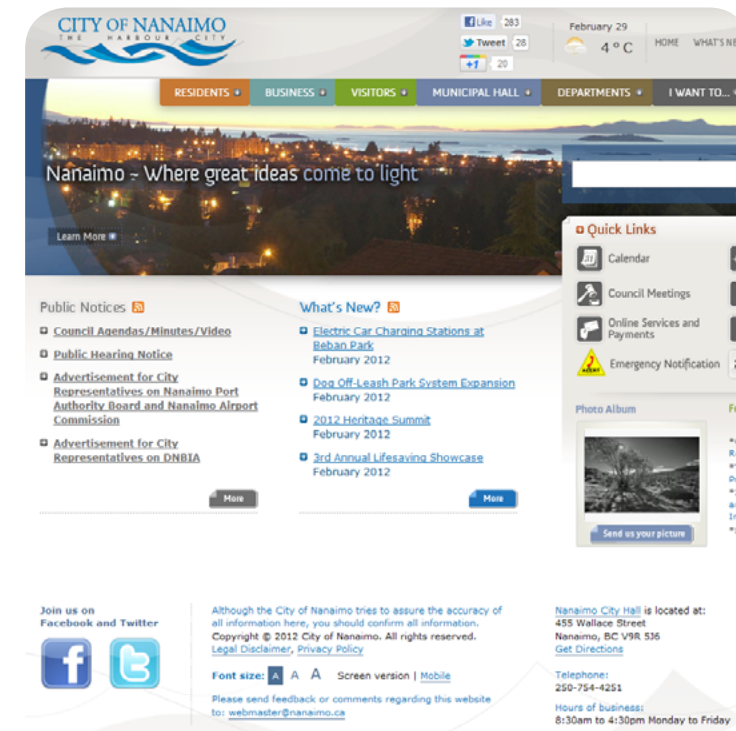 CITY OF NANAIMO
THE HARBOUR CITY
Like 283
Tweet 28
+1 20
February 29
4 ° C
HOME WHAT'S NE
RESIDENTS
BUSINESS
VISITORS
MUNICIPAL HALL
DEPARTMENTS
I WANT TO...
Nanaimo ~ Where great ideas come to light
Learn More
Quick Links
Calendar
Council Meetings
Online Services and
Payments
ALERT
Emergency Notification
Public Notices
Council Agendas/Minutes/Video
Public Hearing Notice
Advertisement for City
Representatives on Nanaimo Port
Authority Board and Nanaimo Airport
Commission
Advertisement for City
Representatives on DNBIA
More
What's New?
Electric Car Charging Stations at
Beban Park
February 2012
Dog Off-Leash Park System Expansion
February 2012
2012 Heritage Summit
February 2012
3rd Annual Lifesaving Showcase
February 2012
More
Photo Album
Send us your picture
Join us on
Facebook and Twitter
Although the City of Nanaimo tries to assure the accuracy of
all information here, you should confirm all information.
Copyright © 2012 City of Nanaimo. All rights reserved.
Legal Disclaimer, Privacy Policy
Font size: A A A Screen version | Mobile
Please send feedback or comments regarding this website
to: webmaster@nanaimo.ca
Nanaimo City Hall is located at:
455 Wallace Street
Nanaimo, BC V9R 5J6
Get Directions
Telephone:
250-754-4251
Hours of business:
8:30am to 4:30pm Monday to Friday